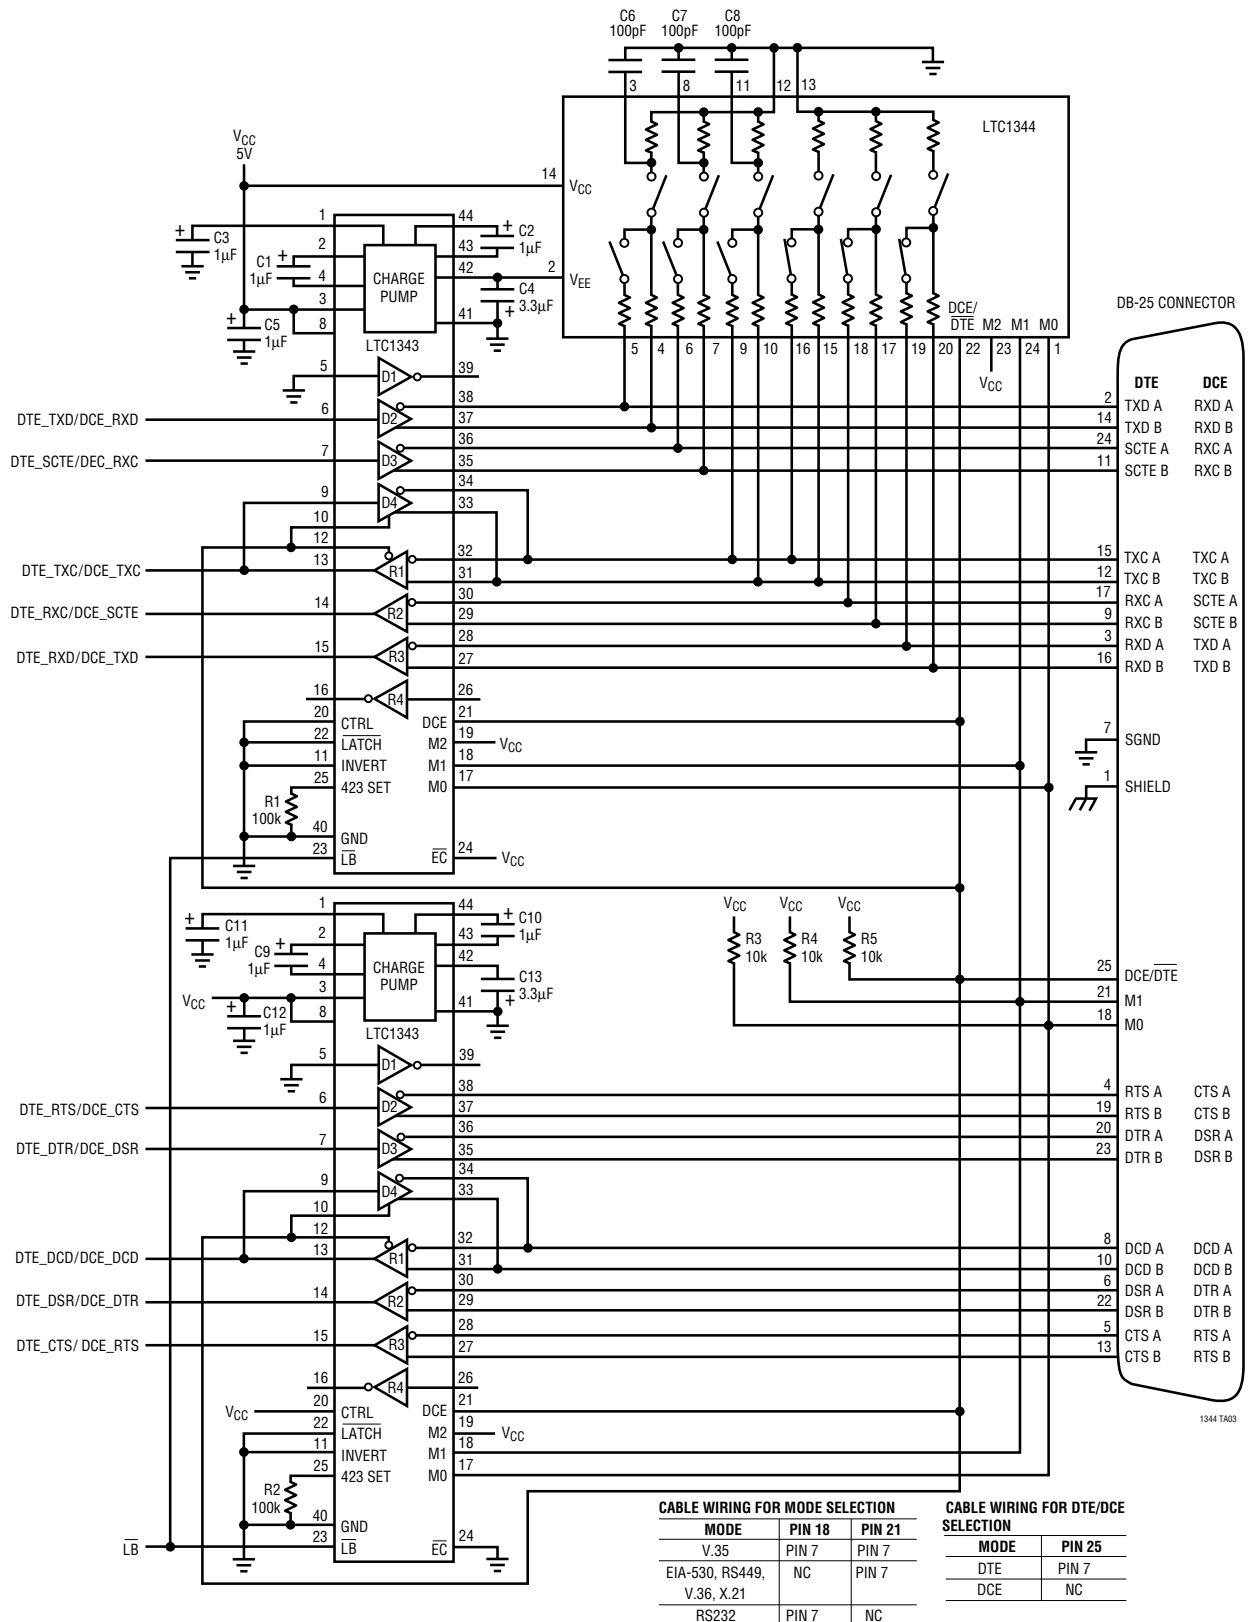 C6 C7 C8
100pF 100pF 100pF
3 8 11 12 13
LTC1344
VCC
5V
14 VCC
1 44
C3 1µF + 2 43 + C2 1µF
C1 1µF + 4 42 2 VEE
CHARGE PUMP
C4 3.3µF +
3 41
C5 1µF + 8
LTC1343
DCE/DTE M2 M1 M0
5 4 6 7 9 10 16 15 18 17 19 20 22 23 24 1
VCC
DB-25 CONNECTOR
DTE DCE
5 D1 39
DTE_TXD/DCE_RXD 6 D2 38 2 TXD A RXD A
37 14 TXD B RXD B
DTE_SCTE/DEC_RXC 7 D3 36 24 SCTE A RXC A
35 11 SCTE B RXC B
9 D4 34
10 33
12
DTE_TXC/DCE_TXC 13 R1 32 15 TXC A TXC A
31 12 TXC B TXC B
DTE_RXC/DCE_SCTE 14 R2 30 17 RXC A SCTE A
29 9 RXC B SCTE B
DTE_RXD/DCE_TXD 15 R3 28 3 RXD A TXD A
27 16 RXD B TXD B
16 R4 26
20 CTRL DCE 21
22 LATCH M2 19 VCC
11 INVERT M1 18
25 423 SET M0 17
R1 100k
40 GND
23 LB EC 24 VCC
7 SGND
1 SHIELD
1 44
C11 1µF + 2 43 + C10 1µF
C9 1µF + 4 42
CHARGE PUMP
C13 3.3µF +
VCC 3 41
C12 1µF + 8
LTC1343
VCC VCC VCC
R3 10k R4 10k R5 10k
25 DCE/DTE
21 M1
18 M0
5 D1 39
DTE_RTS/DCE_CTS 6 D2 38 4 RTS A CTS A
37 19 RTS B CTS B
DTE_DTR/DCE_DSR 7 D3 36 20 DTR A DSR A
35 23 DTR B DSR B
9 D4 34
10 33
12
DTE_DCD/DCE_DCD 13 R1 32 8 DCD A DCD A
31 10 DCD B DCD B
DTE_DSR/DCE_DTR 14 R2 30 6 DSR A DTR A
29 22 DSR B DTR B
DTE_CTS/ DCE_RTS 15 R3 28 5 CTS A RTS A
27 13 CTS B RTS B
16 R4 26
VCC 20 CTRL DCE 21
22 LATCH M2 19 VCC
11 INVERT M1 18
25 423 SET M0 17
R2 100k
40 GND
LB 23 LB EC 24
1344 TA03
CABLE WIRING FOR MODE SELECTION
MODE PIN 18 PIN 21
V.35 PIN 7 PIN 7
EIA-530, RS449, NC PIN 7
V.36, X.21
RS232 PIN 7 NC
CABLE WIRING FOR DTE/DCE
SELECTION
MODE PIN 25
DTE PIN 7
DCE NC